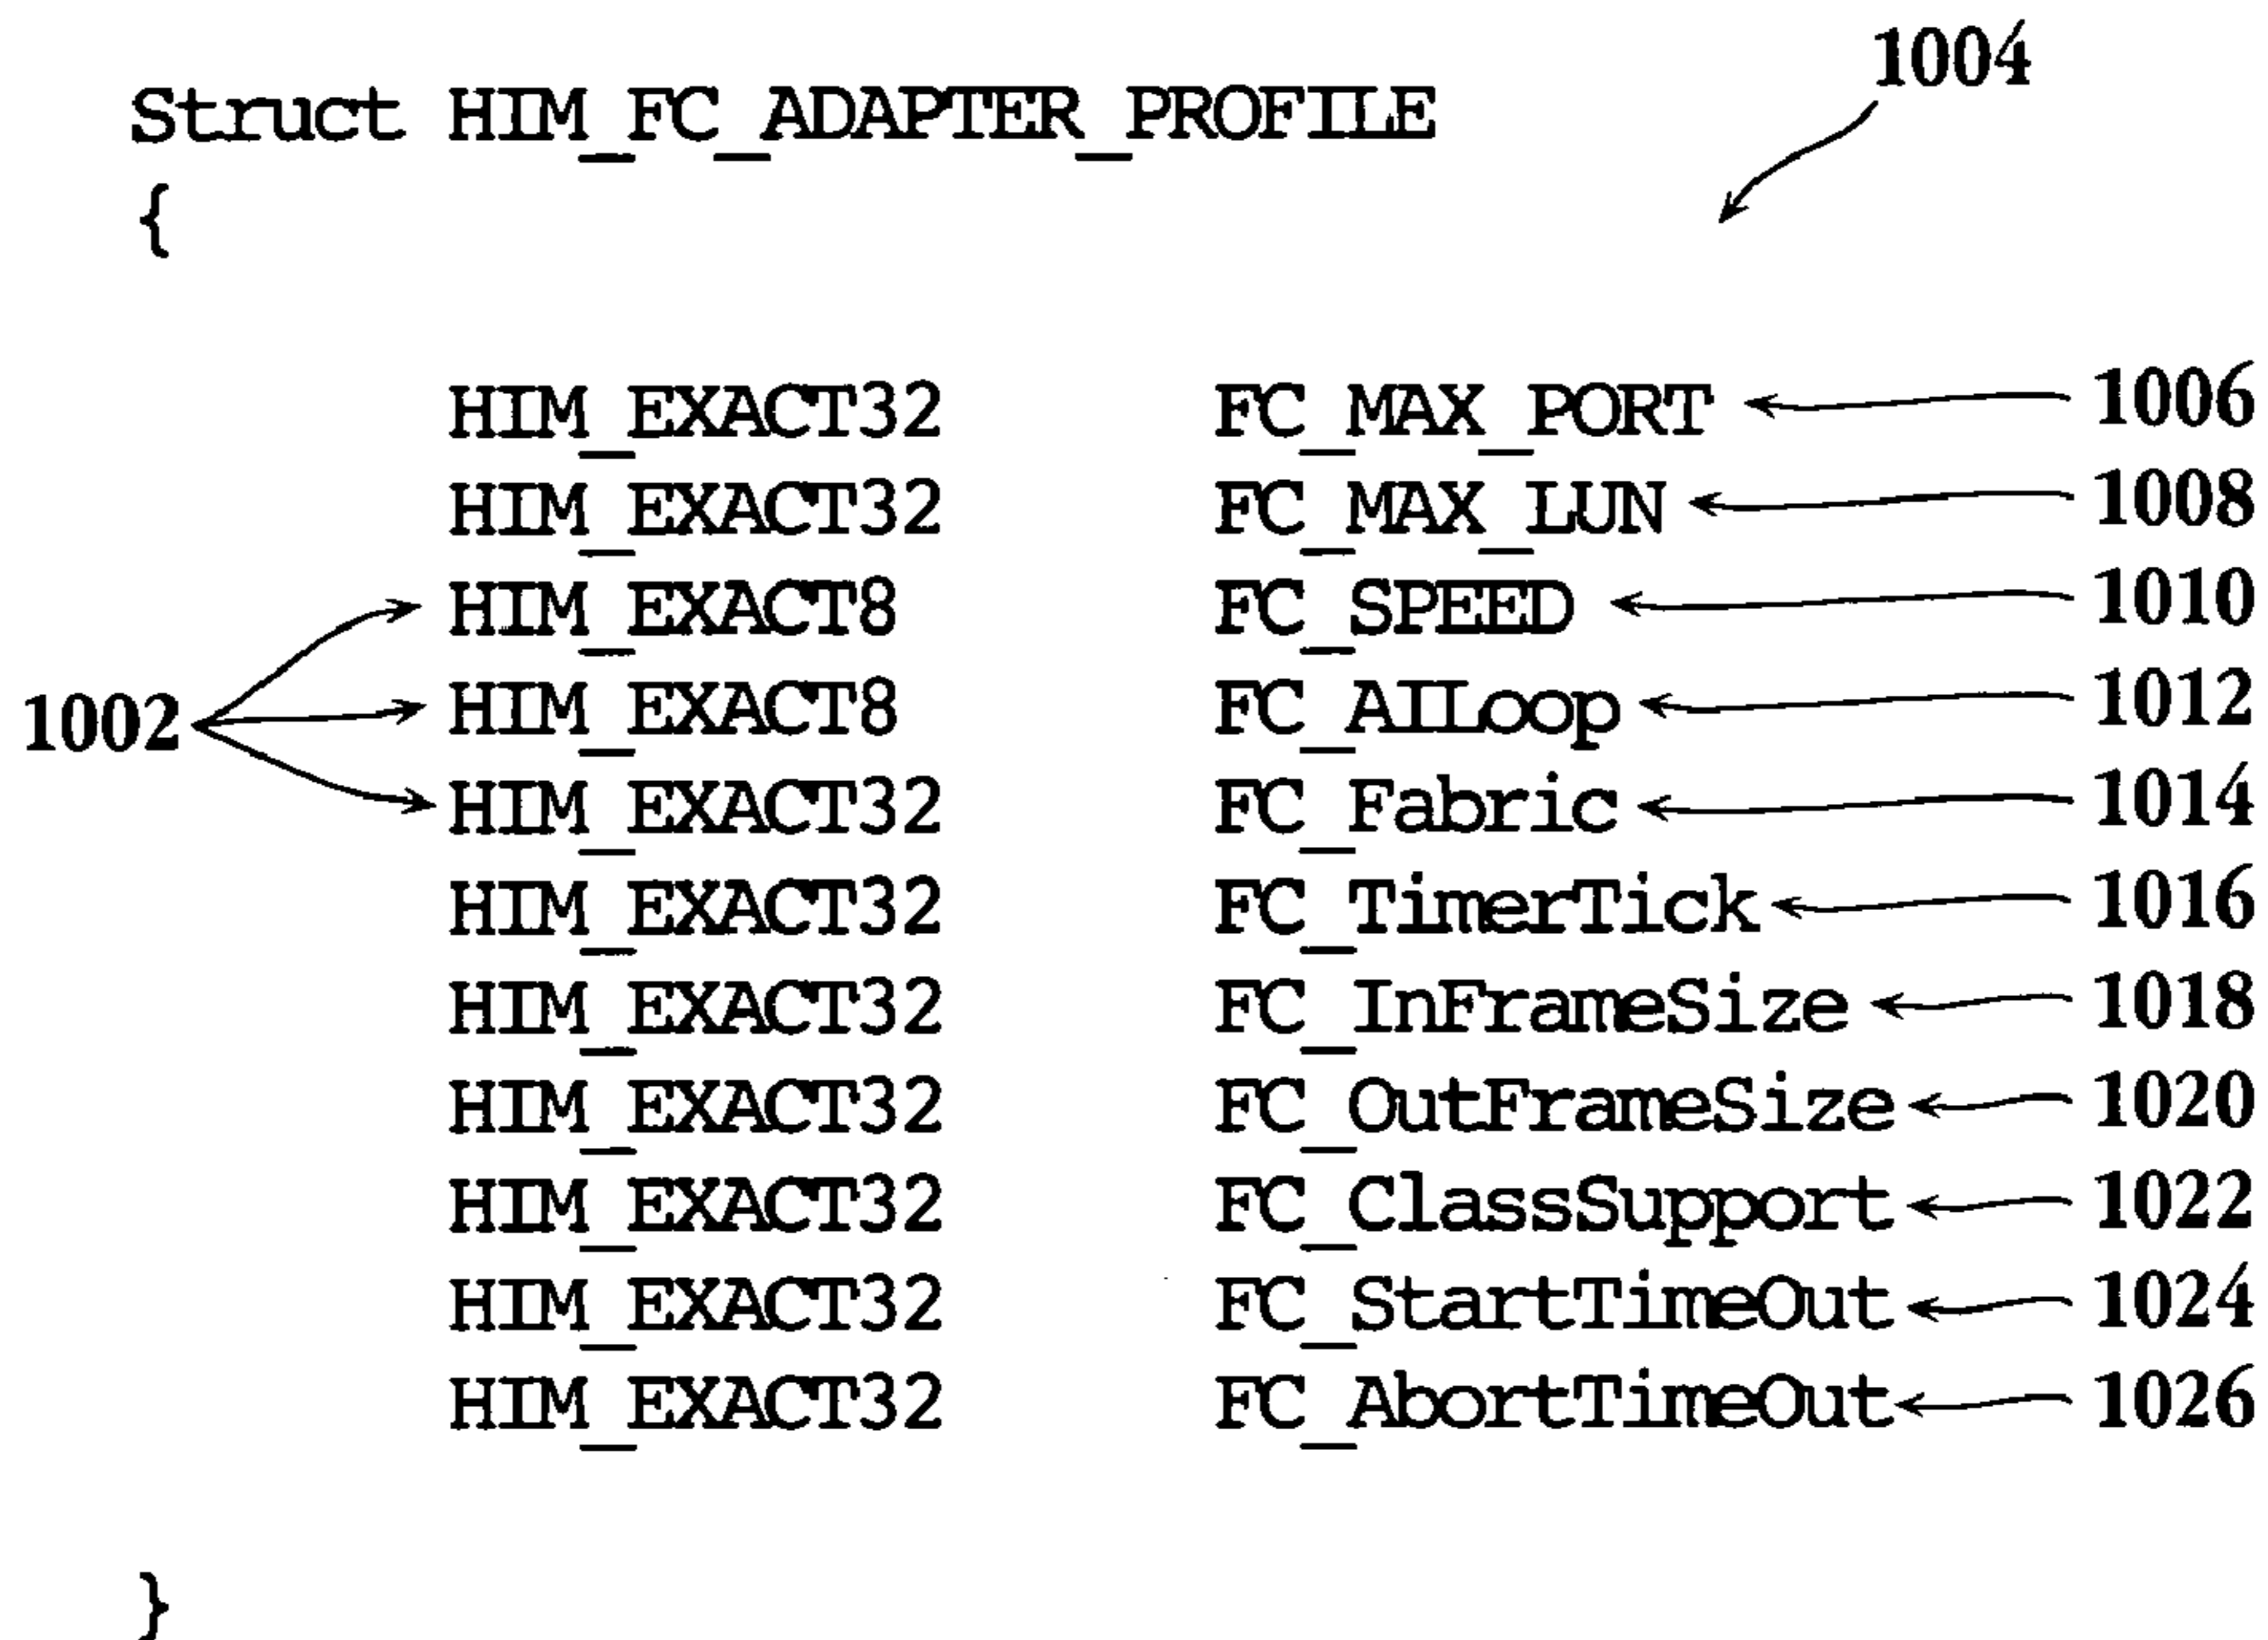 1004
Struct HIM_FC_ADAPTER_PROFILE
{
HIM_EXACT32 FC_MAX_PORT 1006
HIM_EXACT32 FC_MAX_LUN 1008
HIM_EXACT8 FC_SPEED 1010
1002 HIM_EXACT8 FC_AILoop 1012
HIM_EXACT32 FC_Fabric 1014
HIM_EXACT32 FC_TimerTick 1016
HIM_EXACT32 FC_InFrameSize 1018
HIM_EXACT32 FC_OutFrameSize 1020
HIM_EXACT32 FC_ClassSupport 1022
HIM_EXACT32 FC_StartTimeOut 1024
HIM_EXACT32 FC_AbortTimeOut 1026
}